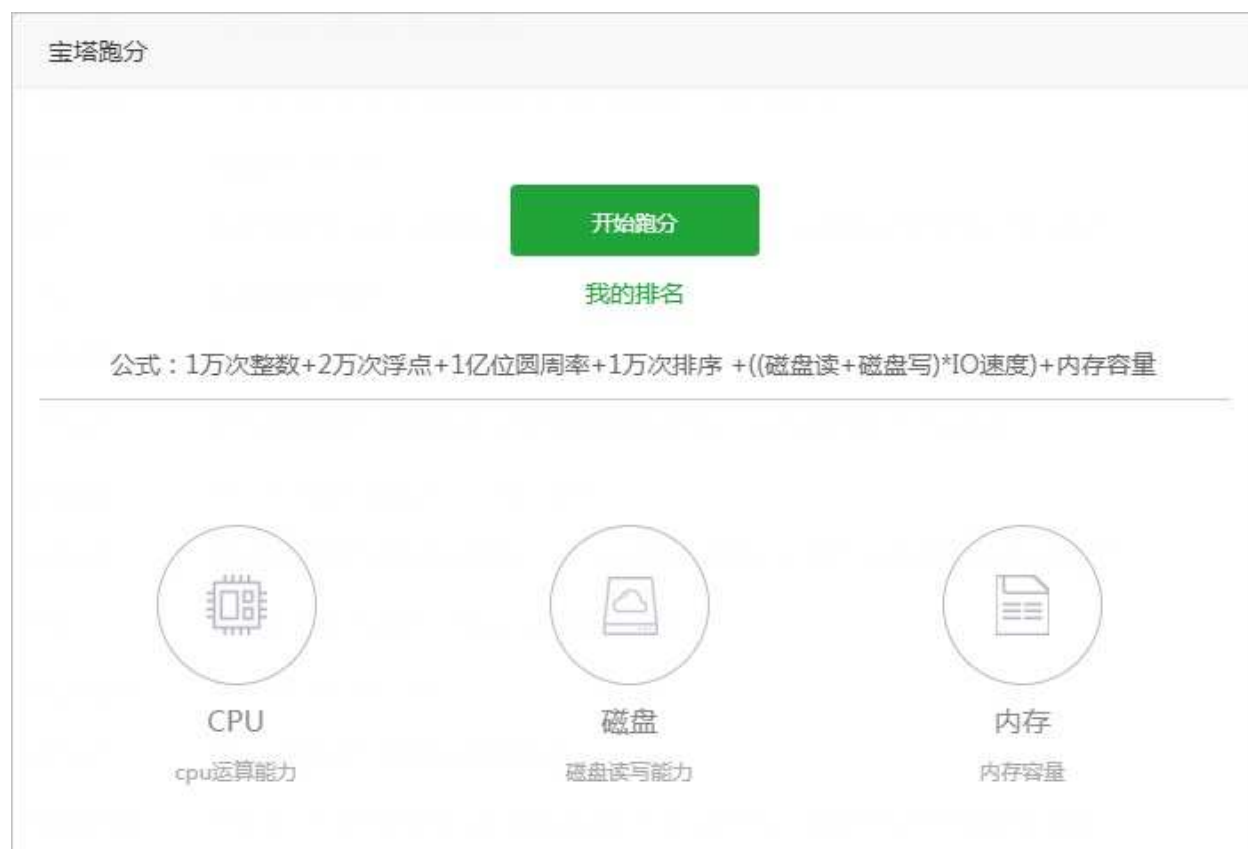 宝塔跑分
开始跑分
我的排名
公式：1万次整数+2万次浮点+1亿位圆周率+1万次排序 +((磁盘读+磁盘写)*IO速度)+内存容量
CPU
磁盘
内存
cpu运算能力
磁盘读写能力
内存容量